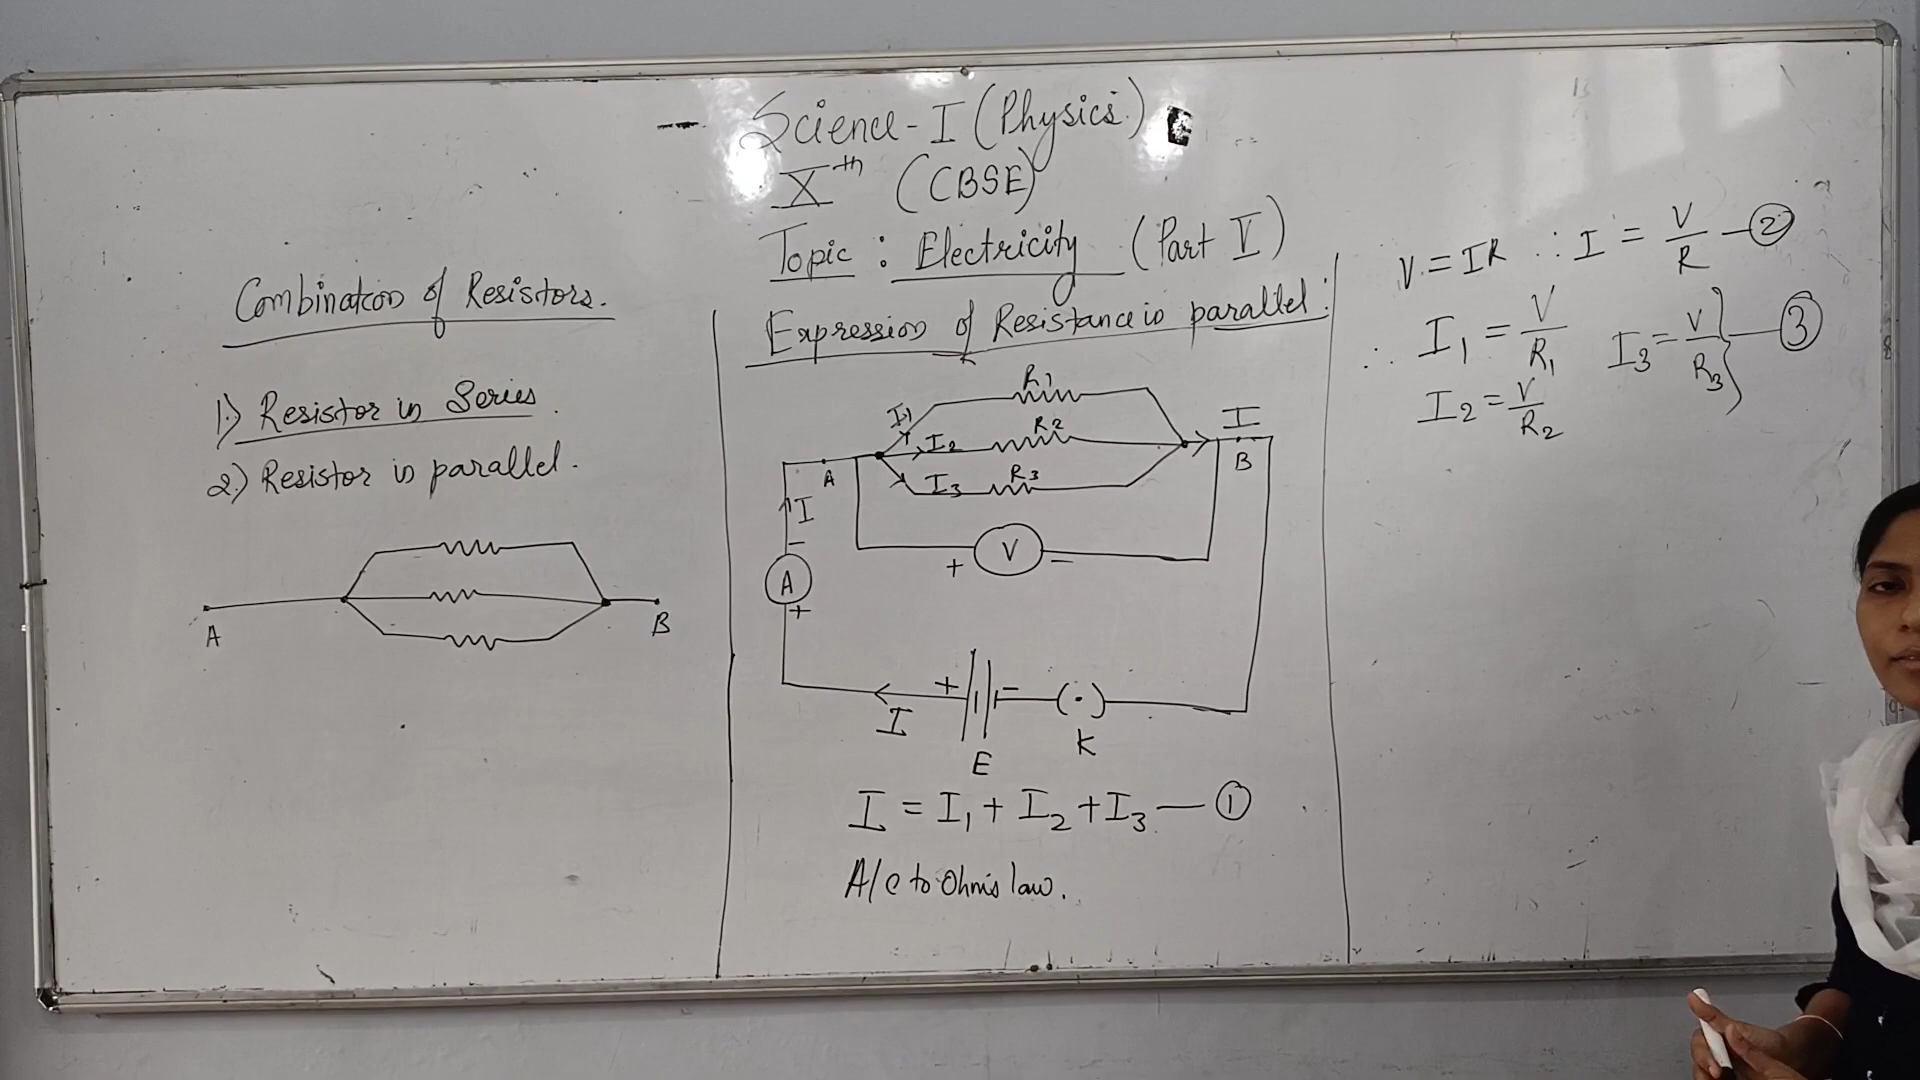 Science-I (Physics)
Xth (CBSE)
Topic : Electricity (Part V)
Combination of Resistors.
1) Resistor in Series.
2) Resistor in parallel.
A
B
Expression of Resistance in parallel :
R1
I1
I2
R2
I3
R3
I
A
B
I
V
+
-
-
A
+
+
-
I
E
K
I = I1 + I2 + I3 — ①
A/c to Ohm's law.
V = IR ∴ I = V/R — ②
∴ I1 = V/R1 I3 = V/R3 } — ③
I2 = V/R2